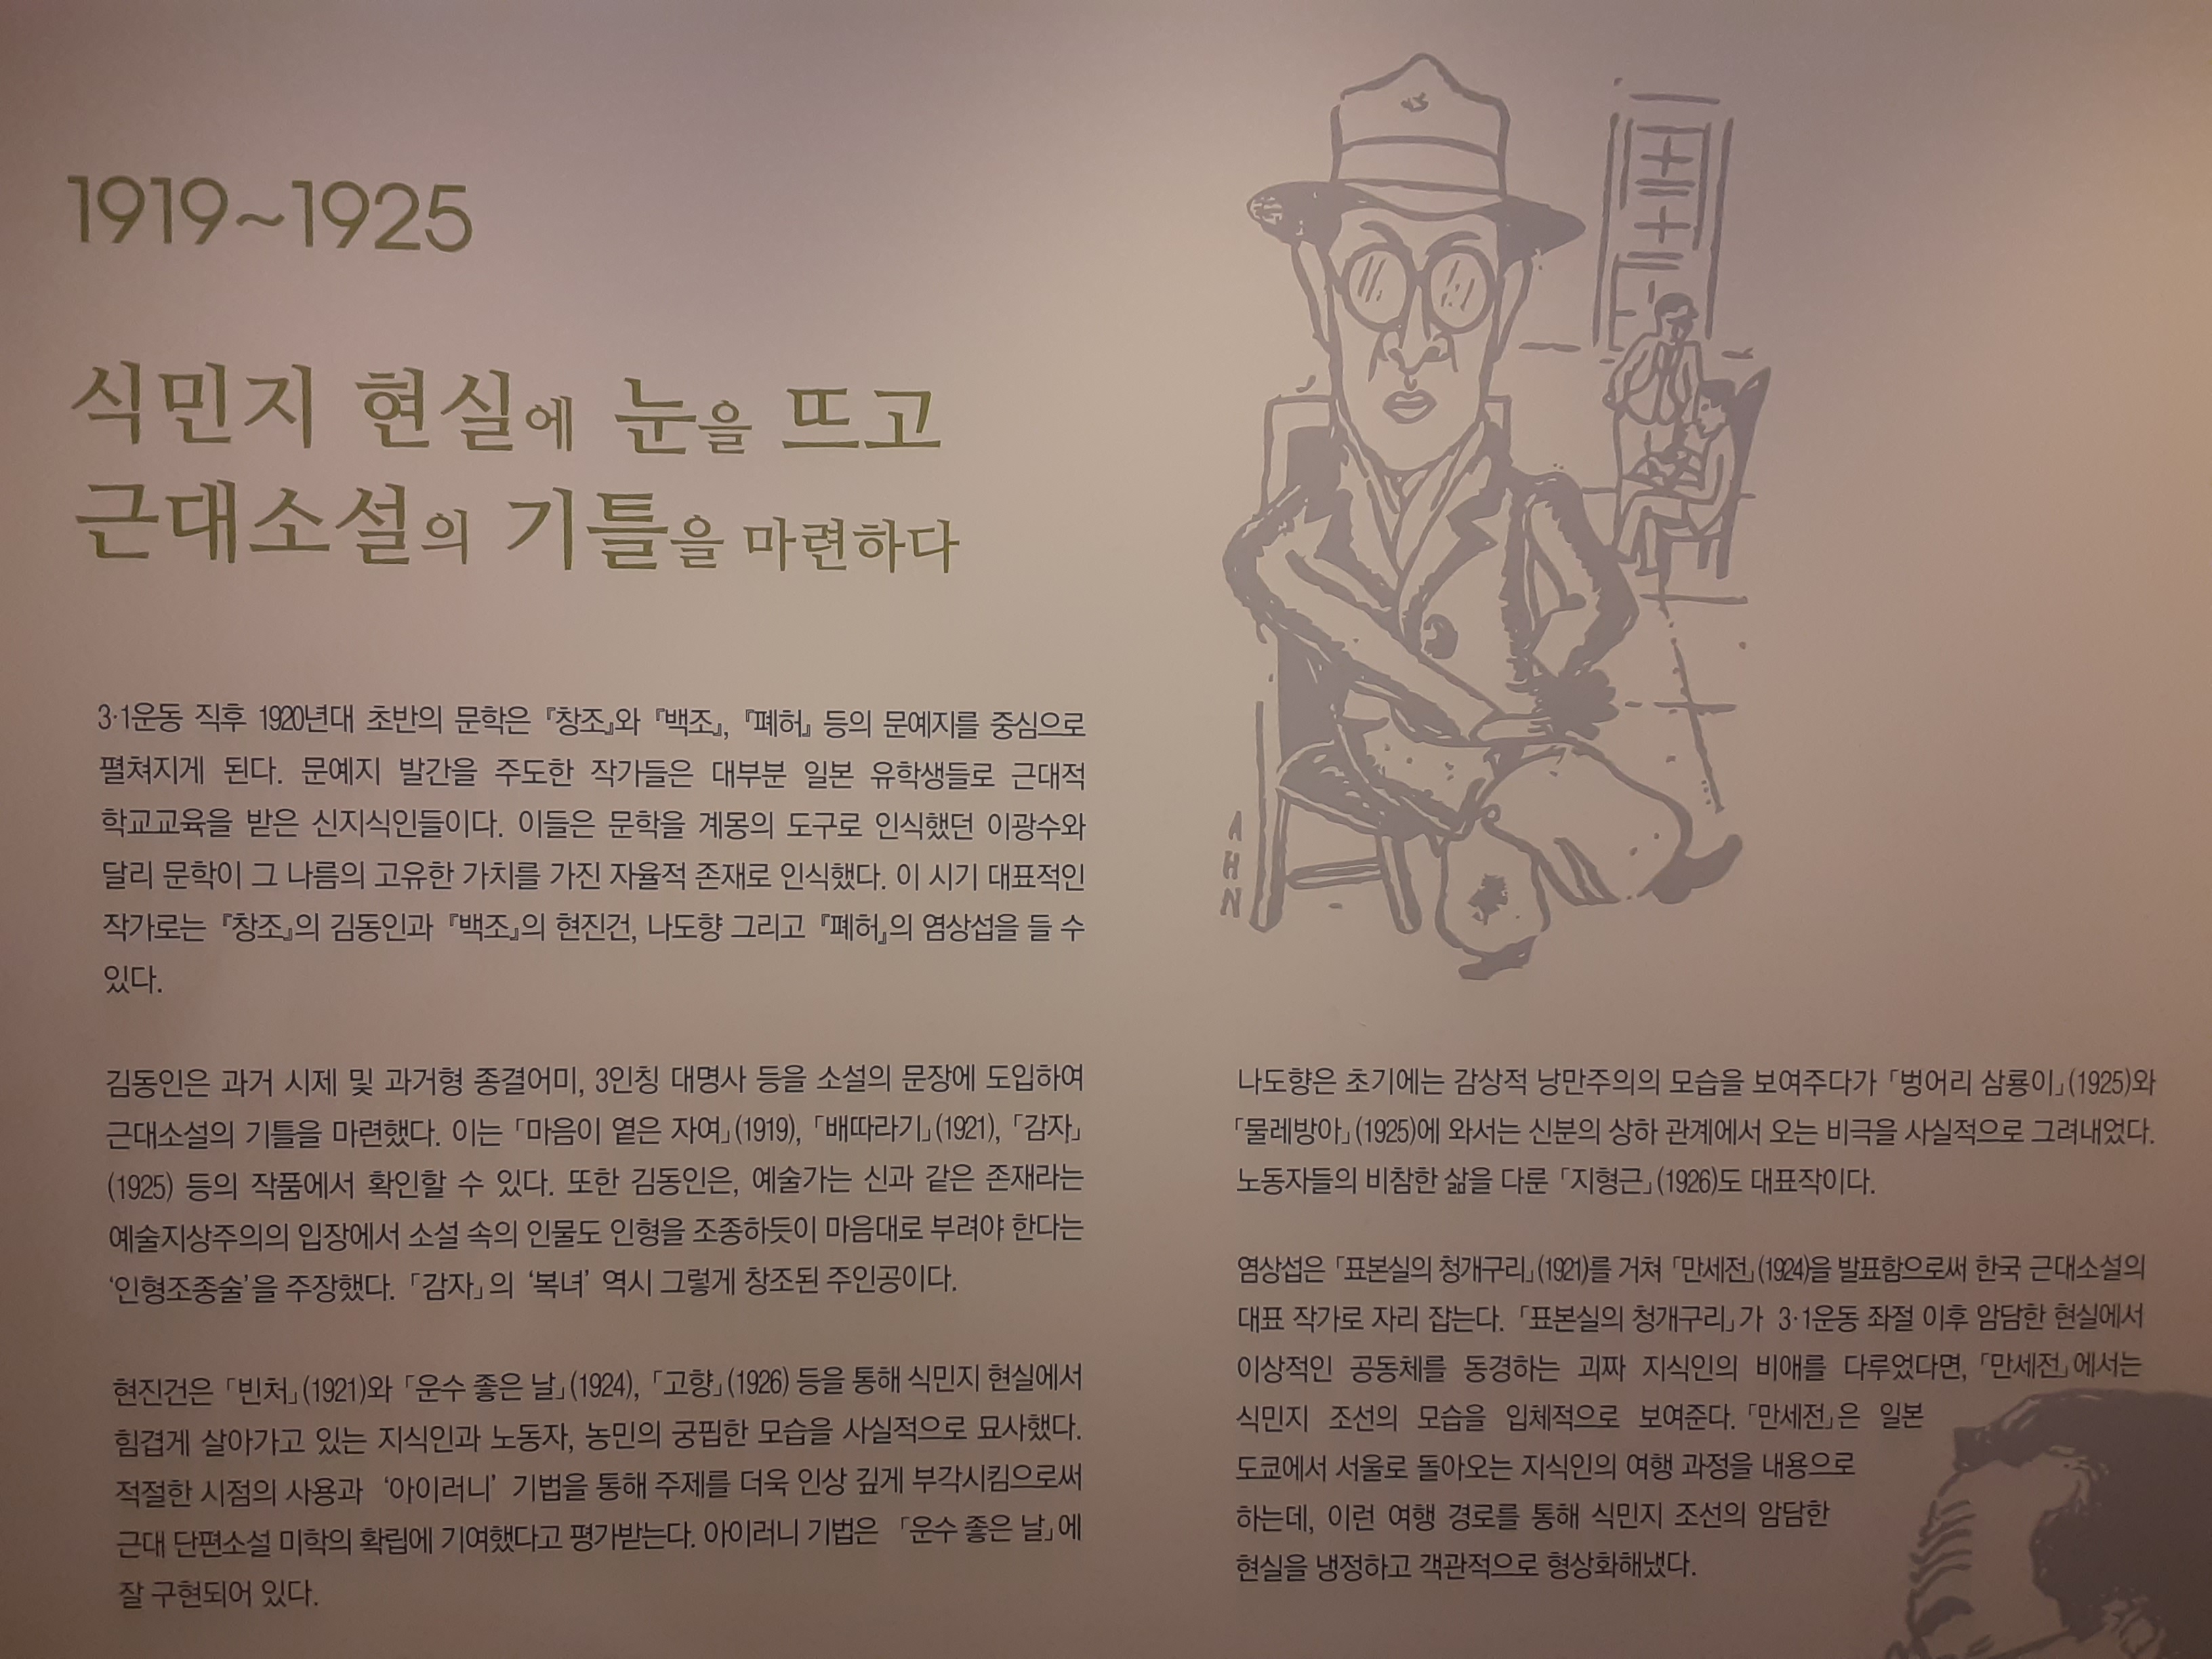 1919~1925
식민지 현실에 눈을 뜨고
근대소설의 기틀을 마련하다
3·1운동 직후 1920년대 초반의 문학은 『창조』와 『백조』, 『폐허』 등의 문예지를 중심으로
펼쳐지게 된다. 문예지 발간을 주도한 작가들은 대부분 일본 유학생들로 근대적
학교교육을 받은 신지식인들이다. 이들은 문학을 계몽의 도구로 인식했던 이광수와
달리 문학이 그 나름의 고유한 가치를 가진 자율적 존재로 인식했다. 이 시기 대표적인
작가로는 『창조』의 김동인과 『백조』의 현진건, 나도향 그리고 『폐허』의 염상섭을 들 수
있다.
김동인은 과거 시제 및 과거형 종결어미, 3인칭 대명사 등을 소설의 문장에 도입하여
근대소설의 기틀을 마련했다. 이는 「마음이 옅은 자여」(1919), 「배따라기」(1921), 「감자」
(1925) 등의 작품에서 확인할 수 있다. 또한 김동인은, 예술가는 신과 같은 존재라는
예술지상주의의 입장에서 소설 속의 인물도 인형을 조종하듯이 마음대로 부려야 한다는
‘인형조종술’을 주장했다. 「감자」의 ‘복녀’ 역시 그렇게 창조된 주인공이다.
현진건은 「빈처」(1921)와 「운수 좋은 날」(1924), 「고향」(1926) 등을 통해 식민지 현실에서
힘겹게 살아가고 있는 지식인과 노동자, 농민의 궁핍한 모습을 사실적으로 묘사했다.
적절한 시점의 사용과 ‘아이러니’ 기법을 통해 주제를 더욱 인상 깊게 부각시킴으로써
근대 단편소설 미학의 확립에 기여했다고 평가받는다. 아이러니 기법은 「운수 좋은 날」에
잘 구현되어 있다.
AHN
나도향은 초기에는 감상적 낭만주의의 모습을 보여주다가 「벙어리 삼룡이」(1925)와
「물레방아」(1925)에 와서는 신분의 상하 관계에서 오는 비극을 사실적으로 그려내었다.
노동자들의 비참한 삶을 다룬 「지형근」(1926)도 대표작이다.
염상섭은 「표본실의 청개구리」(1921)를 거쳐 「만세전」(1924)을 발표함으로써 한국 근대소설의
대표 작가로 자리 잡는다. 「표본실의 청개구리」가 3·1운동 좌절 이후 암담한 현실에서
이상적인 공동체를 동경하는 괴짜 지식인의 비애를 다루었다면, 「만세전」에서는
식민지 조선의 모습을 입체적으로 보여준다. 「만세전」은 일본
도쿄에서 서울로 돌아오는 지식인의 여행 과정을 내용으로
하는데, 이런 여행 경로를 통해 식민지 조선의 암담한
현실을 냉정하고 객관적으로 형상화해냈다.